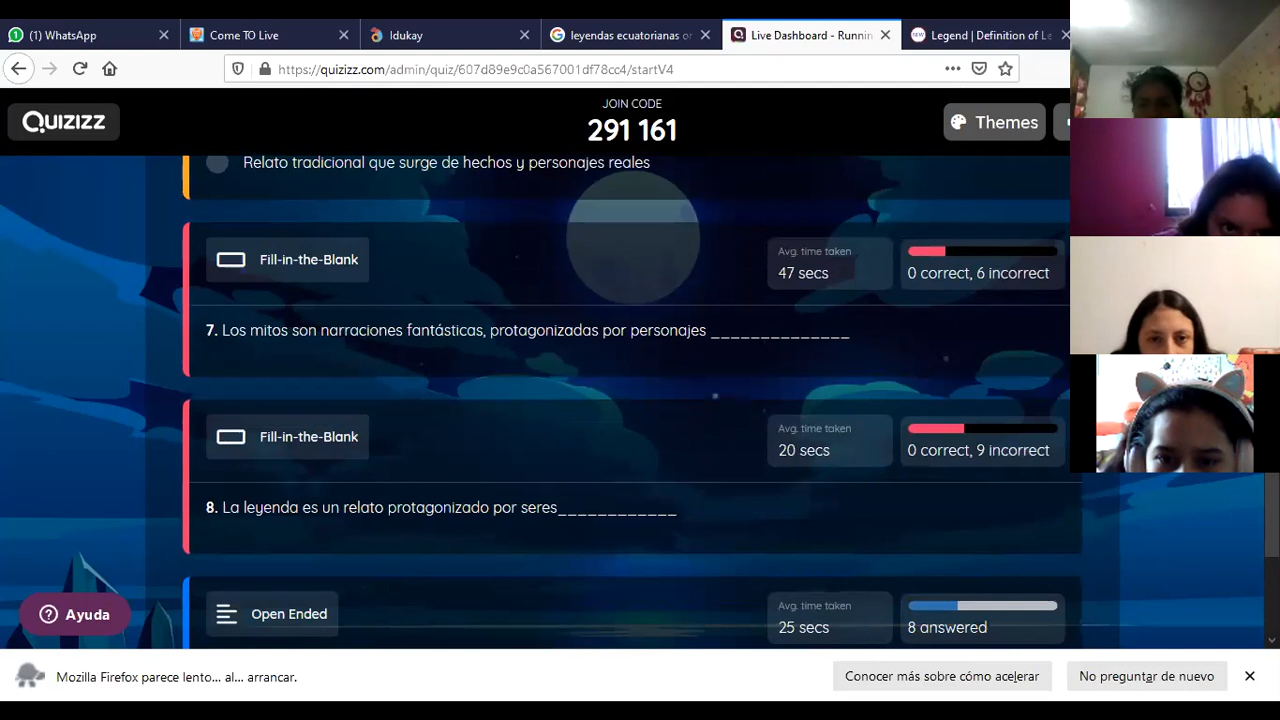 (1) WhatsApp
Come TO Live
Idukay
leyendas ecuatorianas or
Live Dashboard - Runnin
Legend | Definition of Le
https://quizizz.com/admin/quiz/607d89e9c0a567001df78cc4/startV4
QUIZIZZ
JOIN CODE
291 161
Themes
Relato tradicional que surge de hechos y personajes reales
Fill-in-the-Blank
Avg. time taken
47 secs
0 correct, 6 incorrect
7. Los mitos son narraciones fantásticas, protagonizadas por personajes ______________
Fill-in-the-Blank
Avg. time taken
20 secs
0 correct, 9 incorrect
8. La leyenda es un relato protagonizado por seres____________
Open Ended
Avg. time taken
25 secs
8 answered
Ayuda
Mozilla Firefox parece lento... al... arrancar.
Conocer más sobre cómo acelerar
No preguntar de nuevo